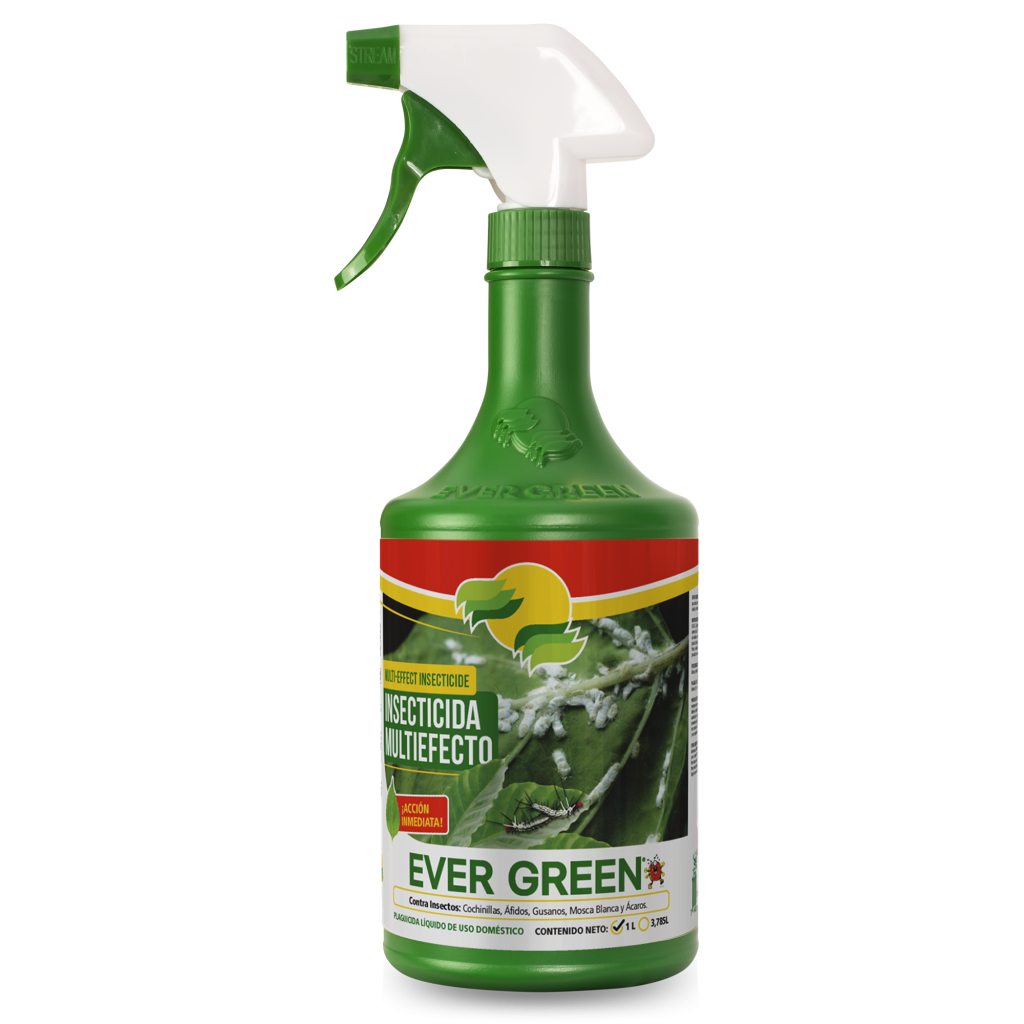 STREAM
EVER GREEN
MULTI-EFFECT INSECTICIDE
INSECTICIDA
MULTIEFECTO
¡ACCIÓN
INMEDIATA!
EVER GREEN®
Contra Insectos: Cochinillas, Áfidos, Gusanos, Mosca Blanca y Ácaros.
PLAGUICIDA LÍQUIDO DE USO DOMÉSTICO CONTENIDO NETO: 1 L 3,785L